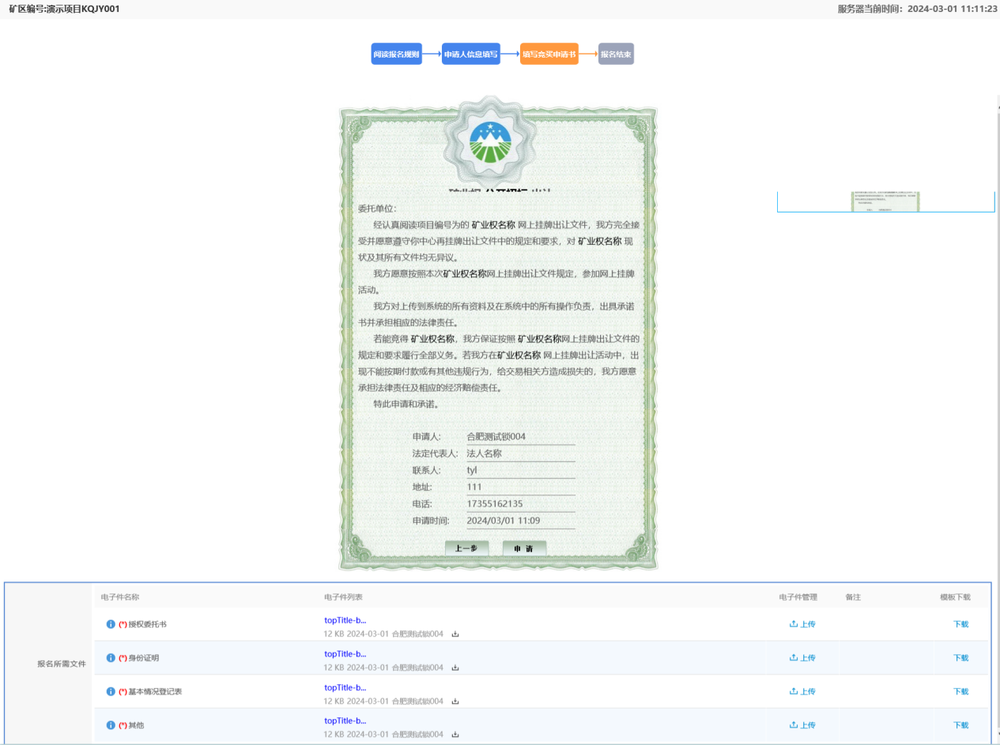 矿区编号:演示项目KQJY001
服务器当前时间：2024-03-01 11:11:23
阅读报名规则
申请人信息填写
填写竞买申请书
报名结束
委托单位:
经认真阅读项目编号为的 矿业权名称 网上挂牌出让文件，我方完全接
受并愿意遵守你中心再挂牌出让文件中的规定和要求，对 矿业权名称 现
状及其所有文件均无异议。
我方愿意按照本次矿业权名称网上挂牌出让文件规定，参加网上挂牌
活动。
我方对上传到系统的所有资料及在系统中的所有操作负责，出具承诺
书并承担相应的法律责任。
若能竞得 矿业权名称，我方保证按照 矿业权名称网上挂牌出让文件的
规定和要求履行全部义务。若我方在矿业权名称 网上挂牌出让活动中，出
现不能按期付款或有其他违规行为，给交易相关方造成损失的，我方愿意
承担法律责任及相应的经济赔偿责任。
特此申请和承诺。
申请人: 合肥测试锁004
法定代表人: 法人名称
联系人: tyl
地址: 111
电话: 17355162135
申请时间: 2024/03/01 11:09
上一步 申 请
电子件名称 电子件列表 电子件管理 备注 模板下载
报名所需文件
(*)授权委托书 topTitle-b... 上传 下载
12 KB 2024-03-01 合肥测试锁004
(*)身份证明 topTitle-b... 上传 下载
12 KB 2024-03-01 合肥测试锁004
(*)基本情况登记表 topTitle-b... 上传 下载
12 KB 2024-03-01 合肥测试锁004
(*)其他 topTitle-b... 上传 下载
12 KB 2024-03-01 合肥测试锁004